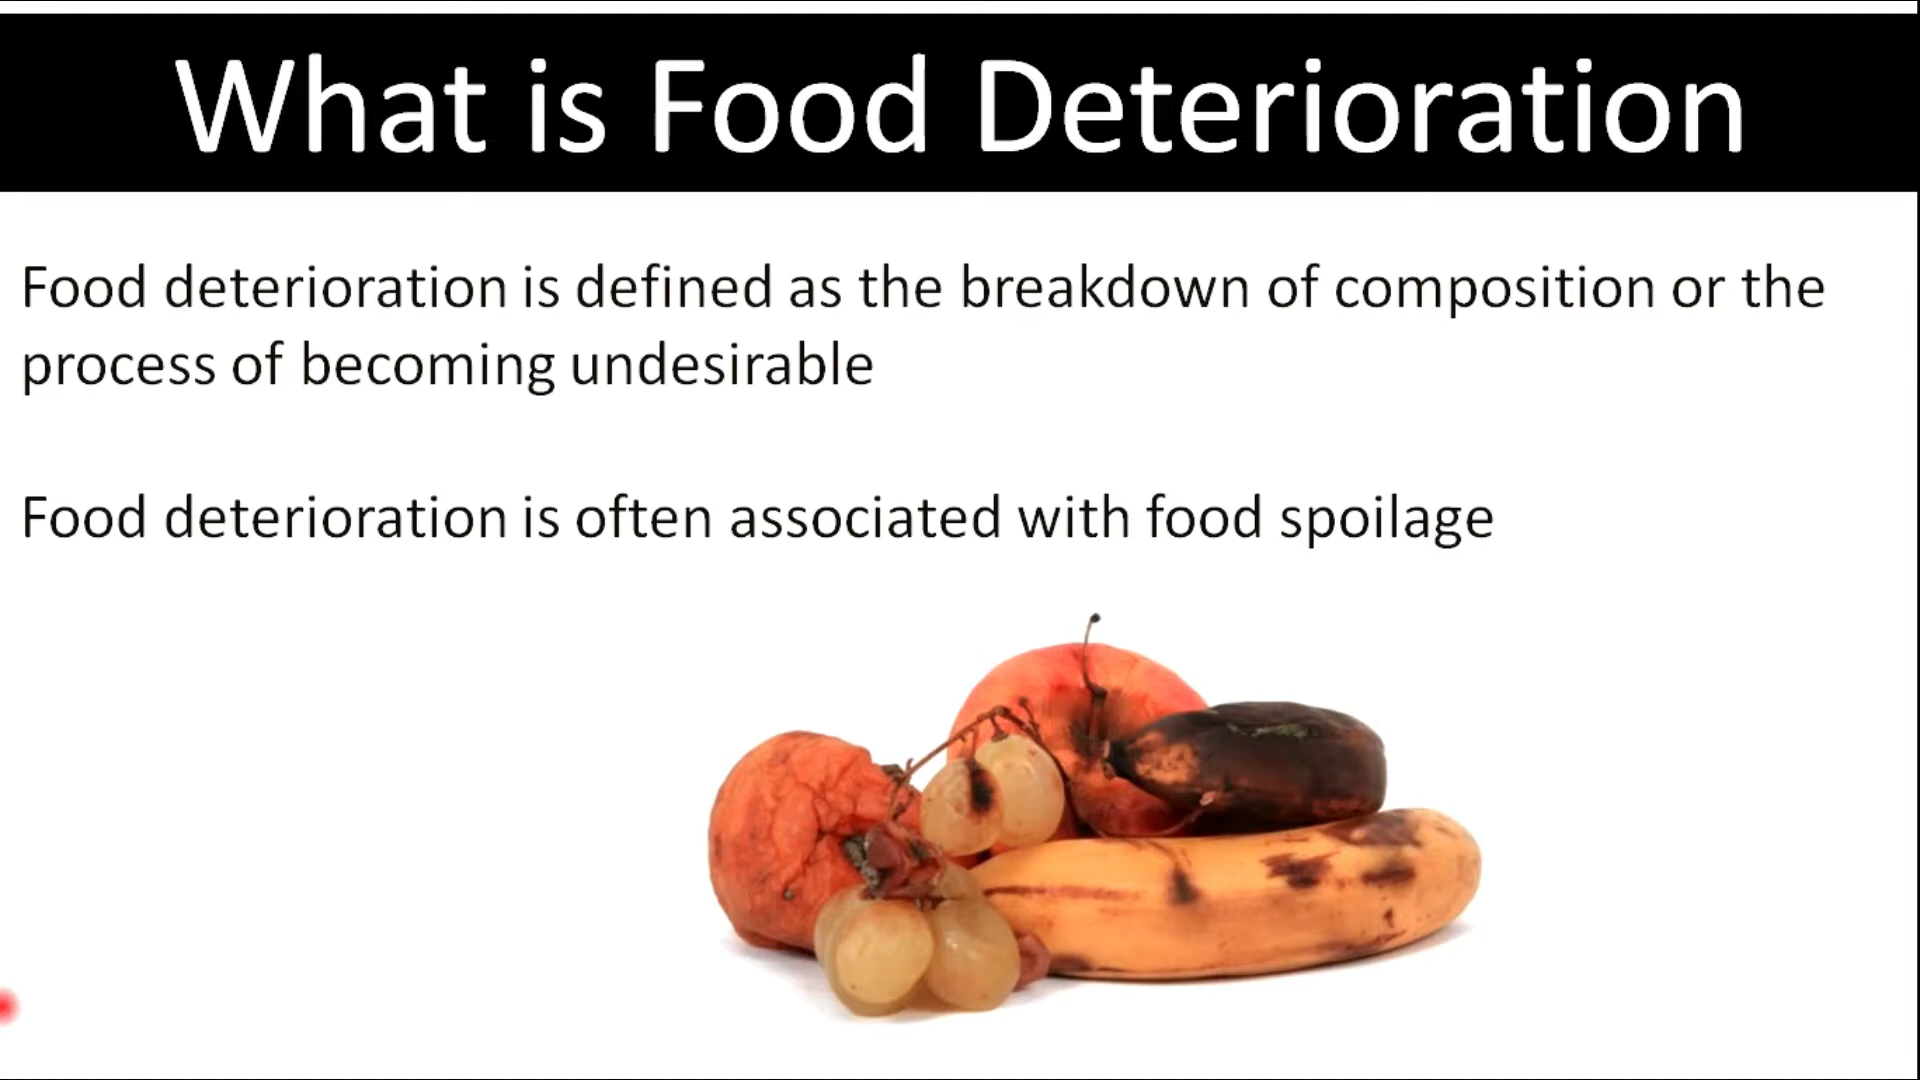 What is Food Deterioration
Food deterioration is defined as the breakdown of composition or the
process of becoming undesirable
Food deterioration is often associated with food spoilage